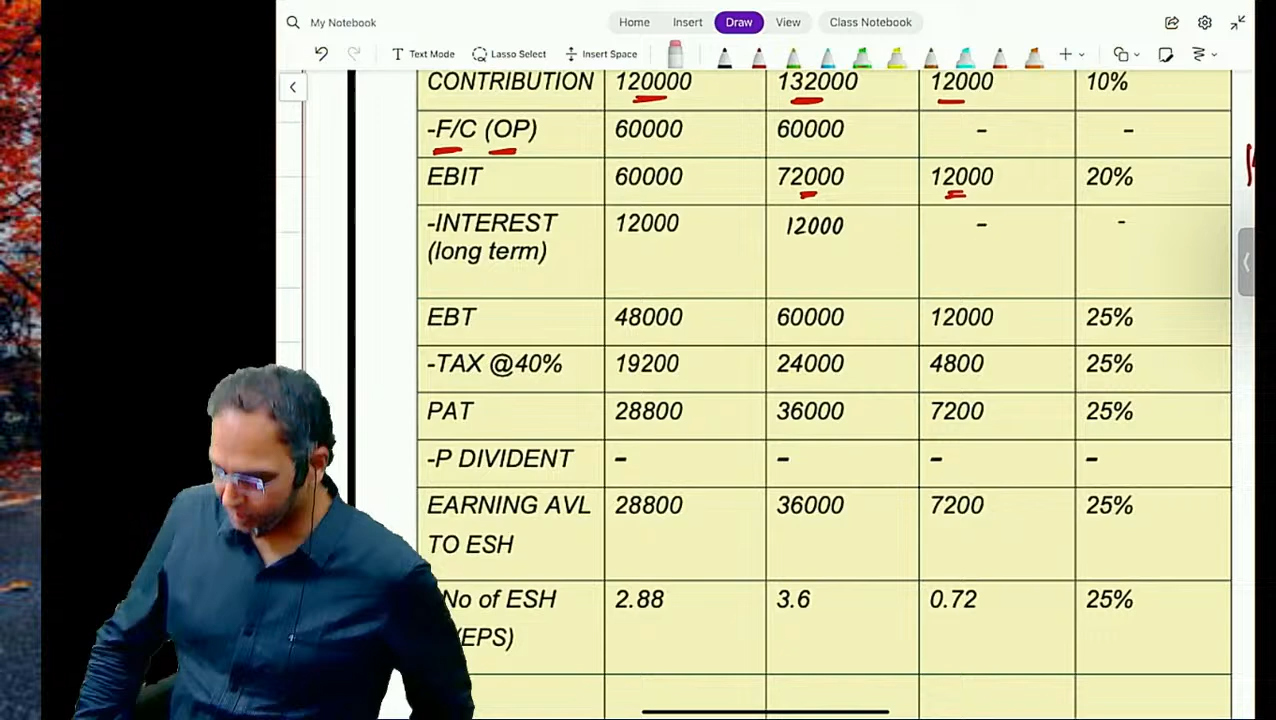 My Notebook
Home Insert Draw View Class Notebook
Text Mode Lasso Select Insert Space
CONTRIBUTION 120000 132000 12000 10%
-F/C (OP) 60000 60000 - -
EBIT 60000 72000 12000 20%
-INTEREST (long term) 12000 12000 - -
EBT 48000 60000 12000 25%
-TAX @40% 19200 24000 4800 25%
PAT 28800 36000 7200 25%
-P DIVIDENT - - - -
EARNING AVL TO ESH 28800 36000 7200 25%
No of ESH (EPS) 2.88 3.6 0.72 25%